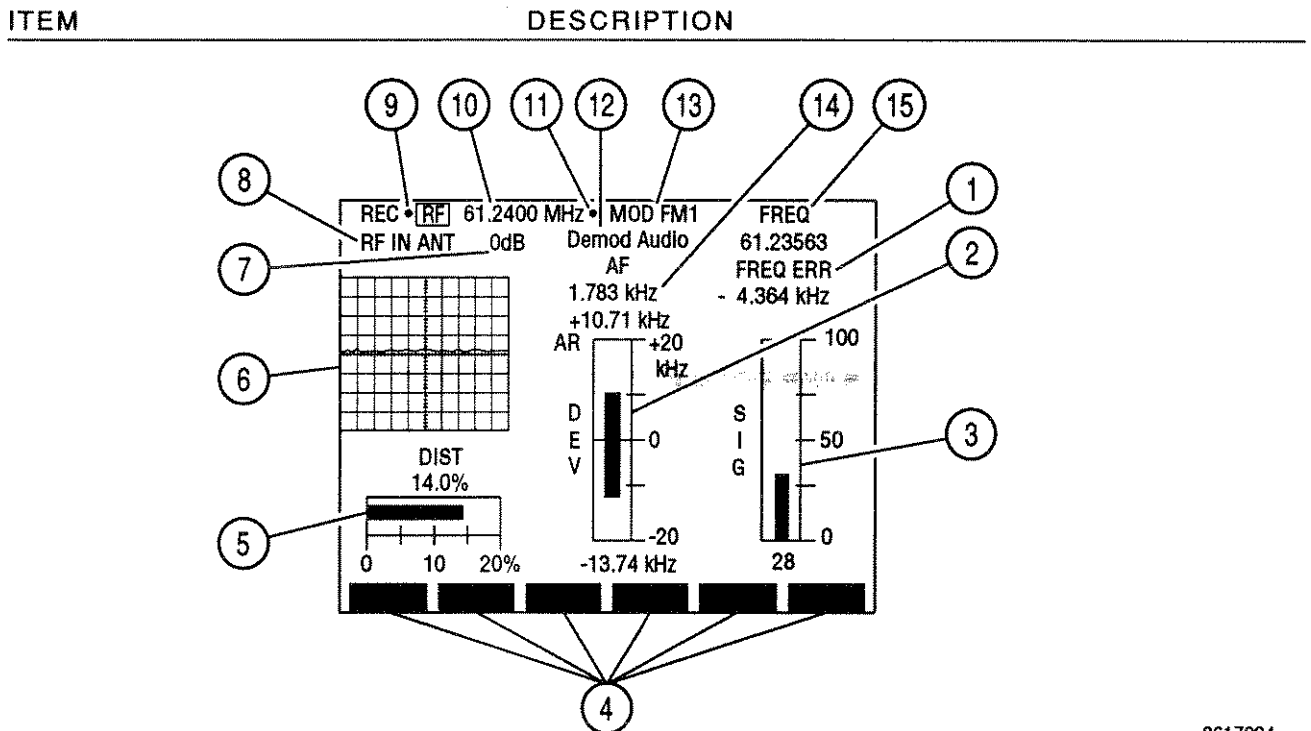 ITEM DESCRIPTION
9 10 11 12 13 14 15
8 1
REC • RF 61.2400 MHz • MOD FM1 FREQ
RF IN ANT 0dB Demod Audio 61.23563
AF FREQ ERR
7 2
1.783 kHz - 4.364 kHz
+10.71 kHz
AR +20 100
kHz
6
D E V 0 S I G 50 3
DIST
14.0%
5
-20 0
0 10 20% -13.74 kHz 28
4